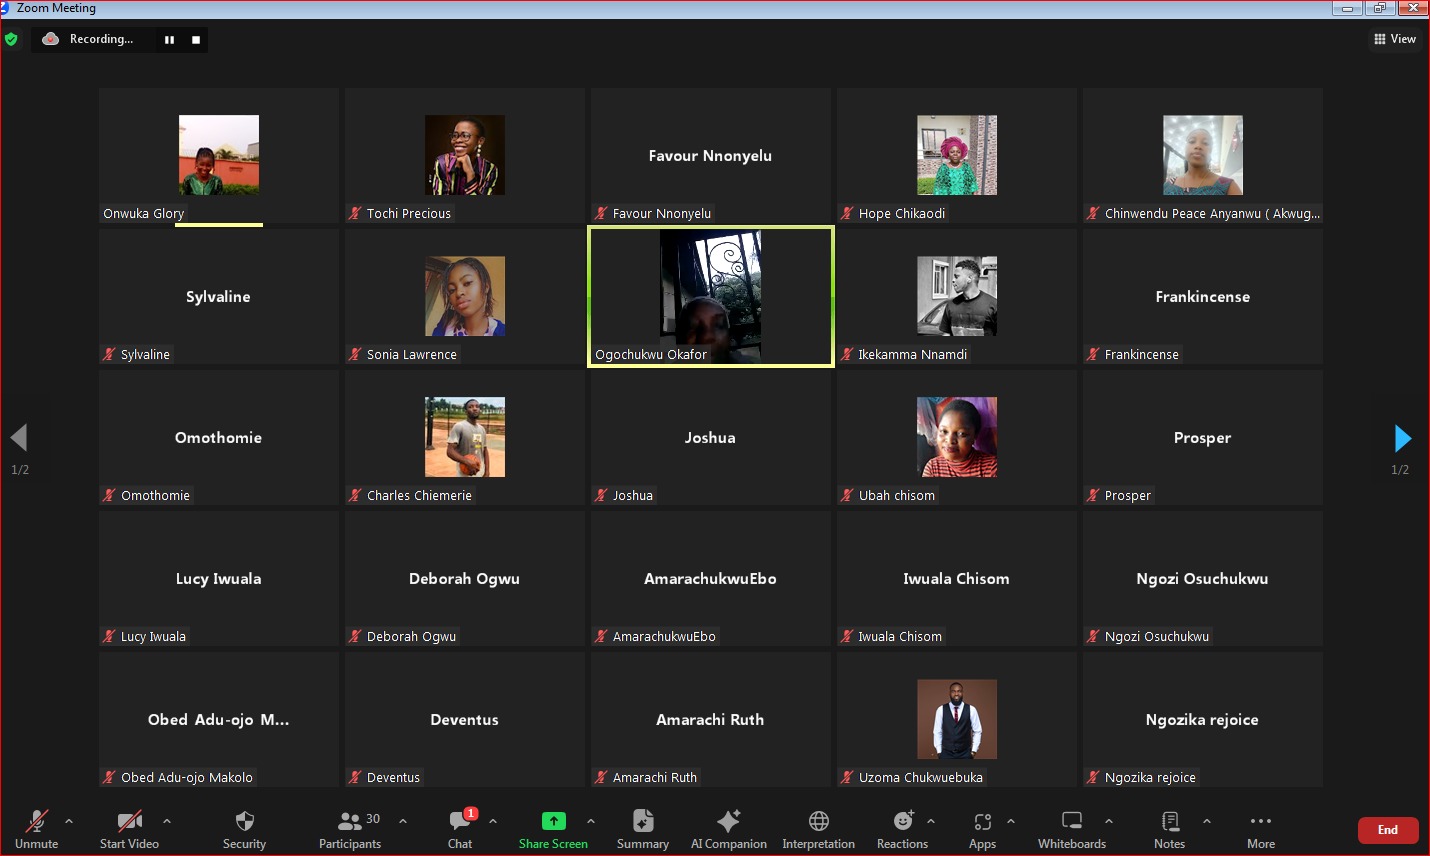 Zoom Meeting
Recording...
View
Onwuka Glory
Tochi Precious
Favour Nnonyelu
Favour Nnonyelu
Hope Chikaodi
Chinwendu Peace Anyanwu ( Akwug...
Sylvaline
Sylvaline
Sonia Lawrence
Ogochukwu Okafor
Ikekamma Nnamdi
Frankincense
Frankincense
Omothomie
Omothomie
Charles Chiemerie
Joshua
Joshua
Ubah chisom
Prosper
Prosper
1/2
1/2
Lucy Iwuala
Lucy Iwuala
Deborah Ogwu
Deborah Ogwu
AmarachukwuEbo
AmarachukwuEbo
Iwuala Chisom
Iwuala Chisom
Ngozi Osuchukwu
Ngozi Osuchukwu
Obed Adu-ojo M...
Obed Adu-ojo Makolo
Deventus
Deventus
Amarachi Ruth
Amarachi Ruth
Uzoma Chukwuebuka
Ngozika rejoice
Ngozika rejoice
Unmute
Start Video
Security
Participants
30
Chat
1
Share Screen
Summary
AI Companion
Interpretation
Reactions
Apps
Whiteboards
Notes
More
End